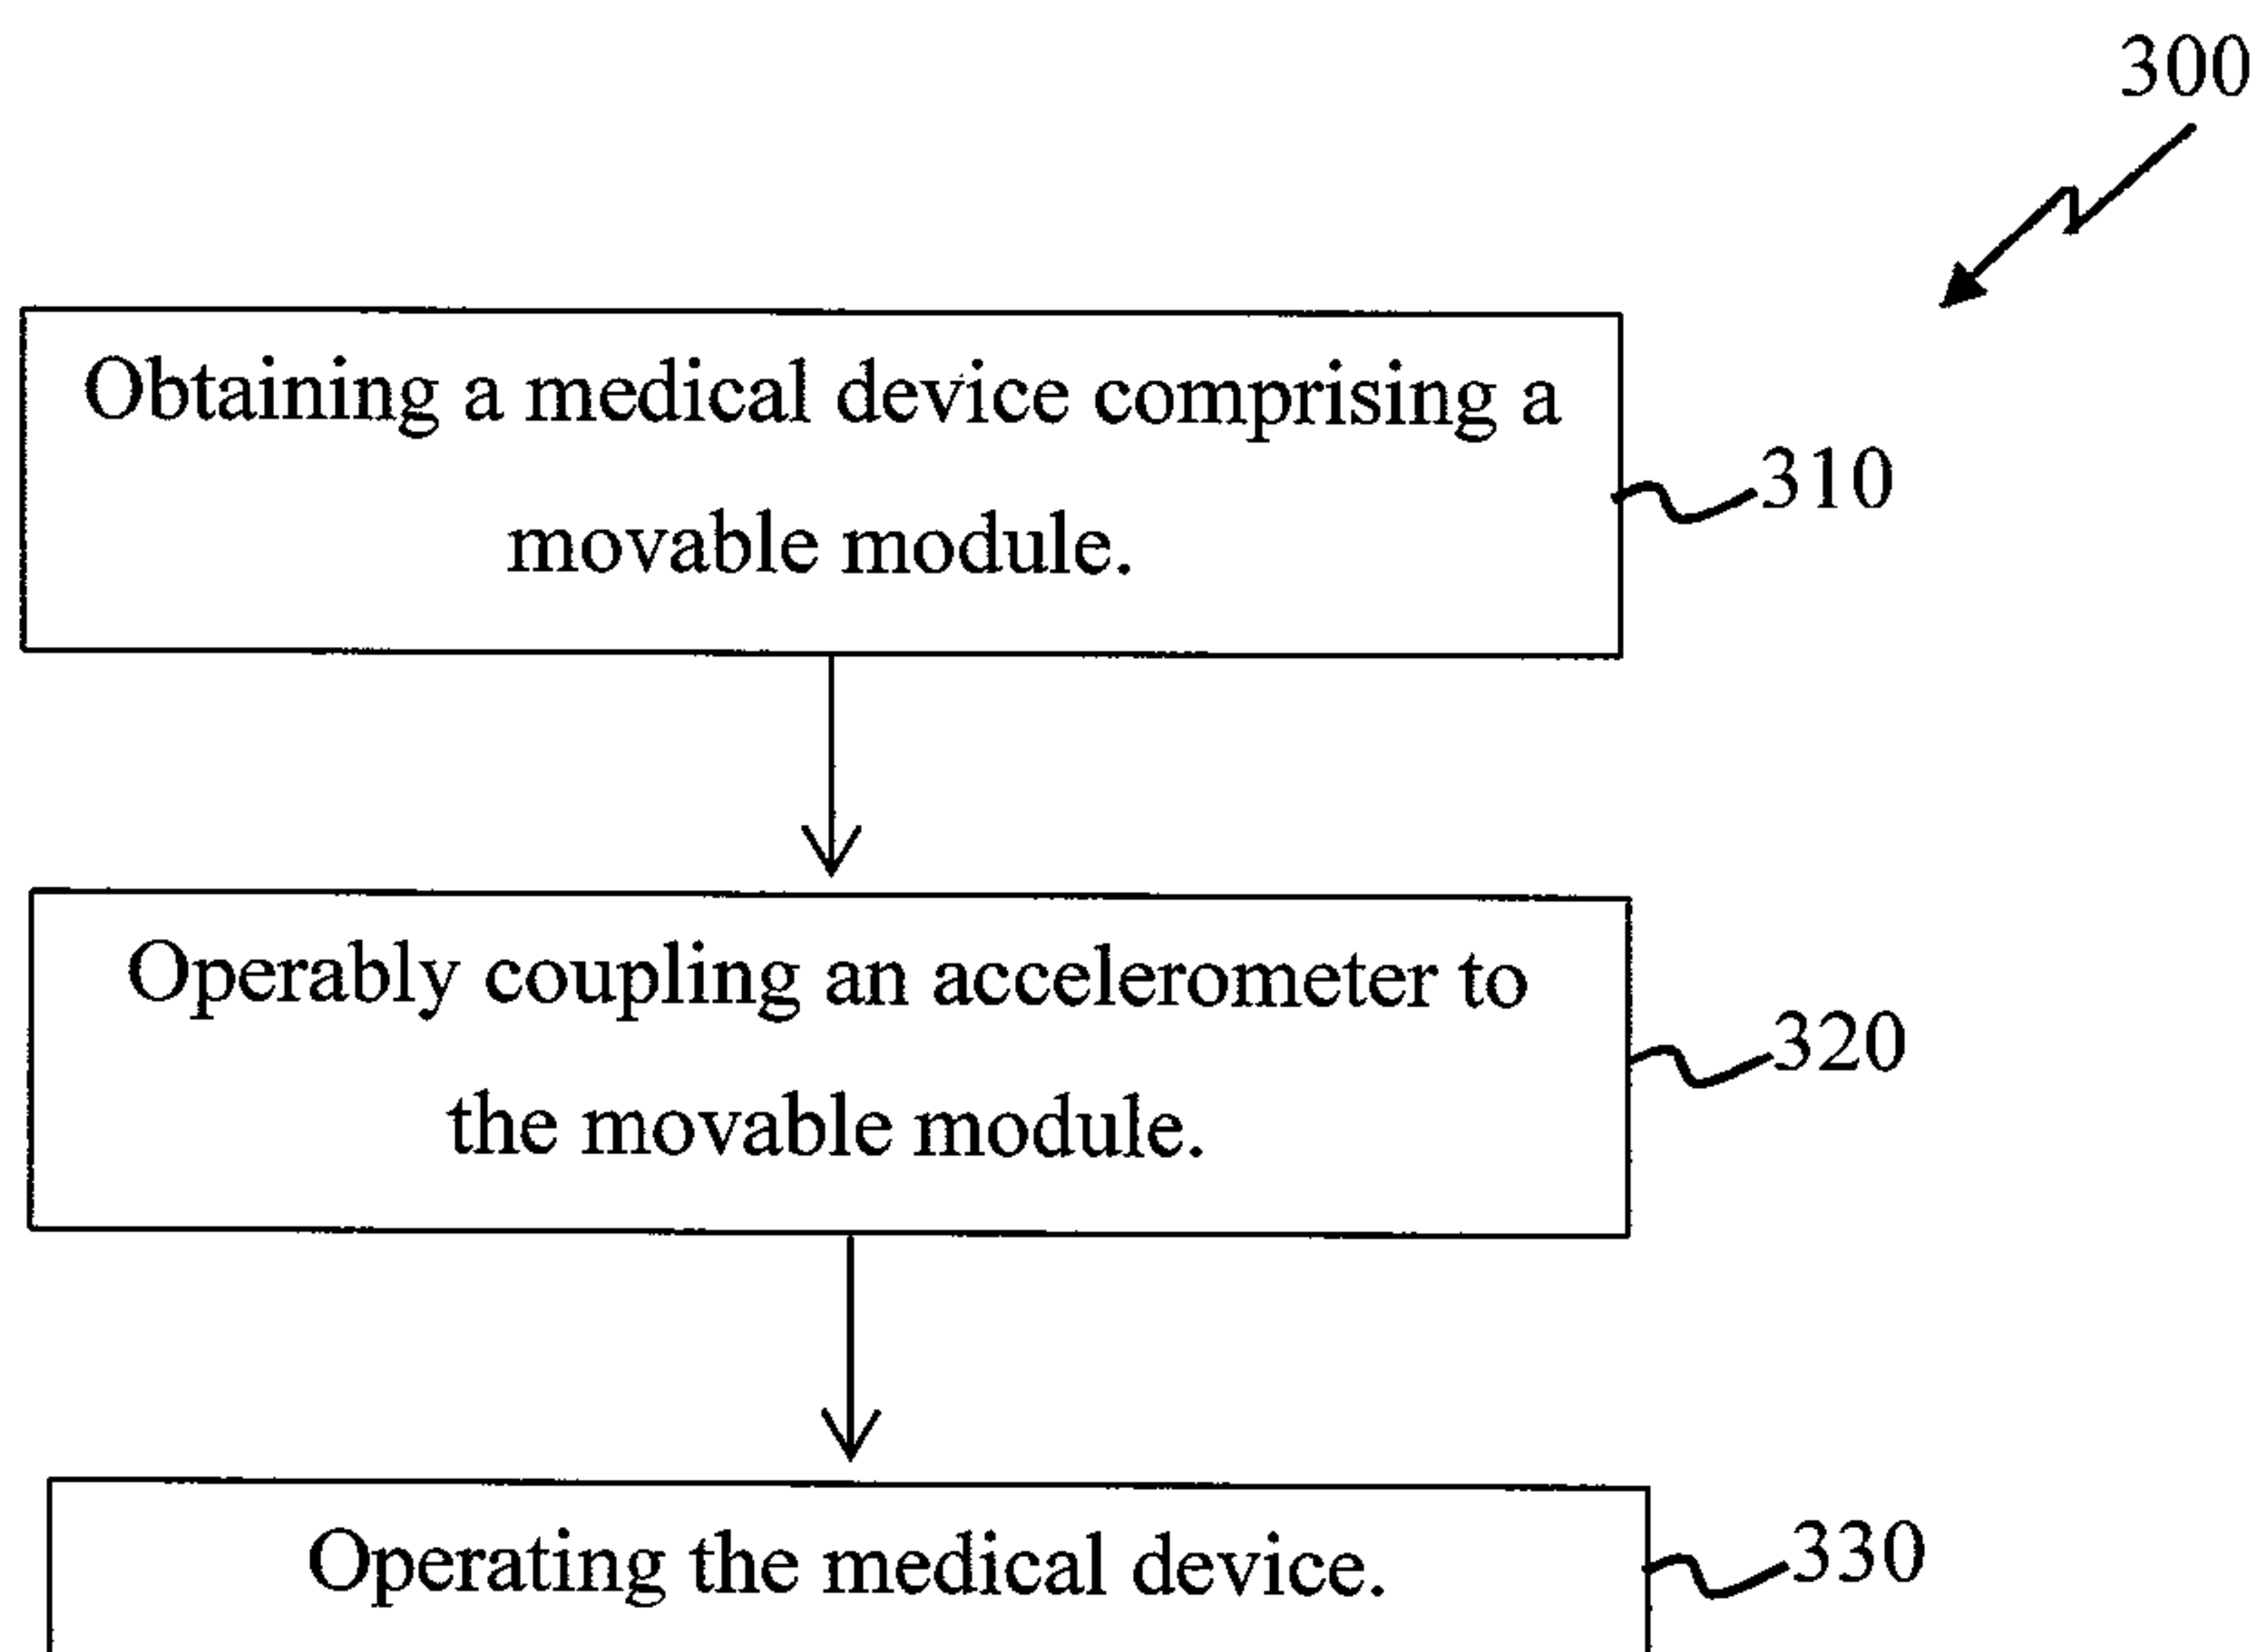 300
Obtaining a medical device comprising a
movable module.
310
Operably coupling an accelerometer to
the movable module.
320
Operating the medical device.
330